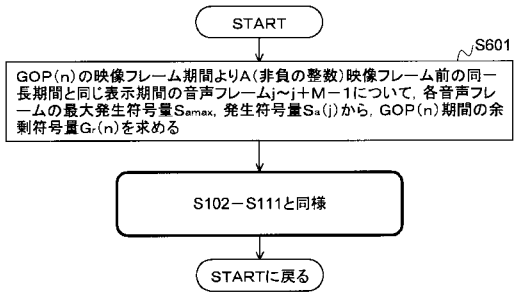 START
S601
GOP(n)の映像フレーム期間よりA(非負の整数)映像フレーム前の同一
長期間と同じ表示期間の音声フレームj~j+M-1について,各音声フレ
ームの最大発生符号量Samax,発生符号量Sa(j)から,GOP(n)期間の余
剰符号量Gr(n)を求める
S102-S111と同様
STARTに戻る